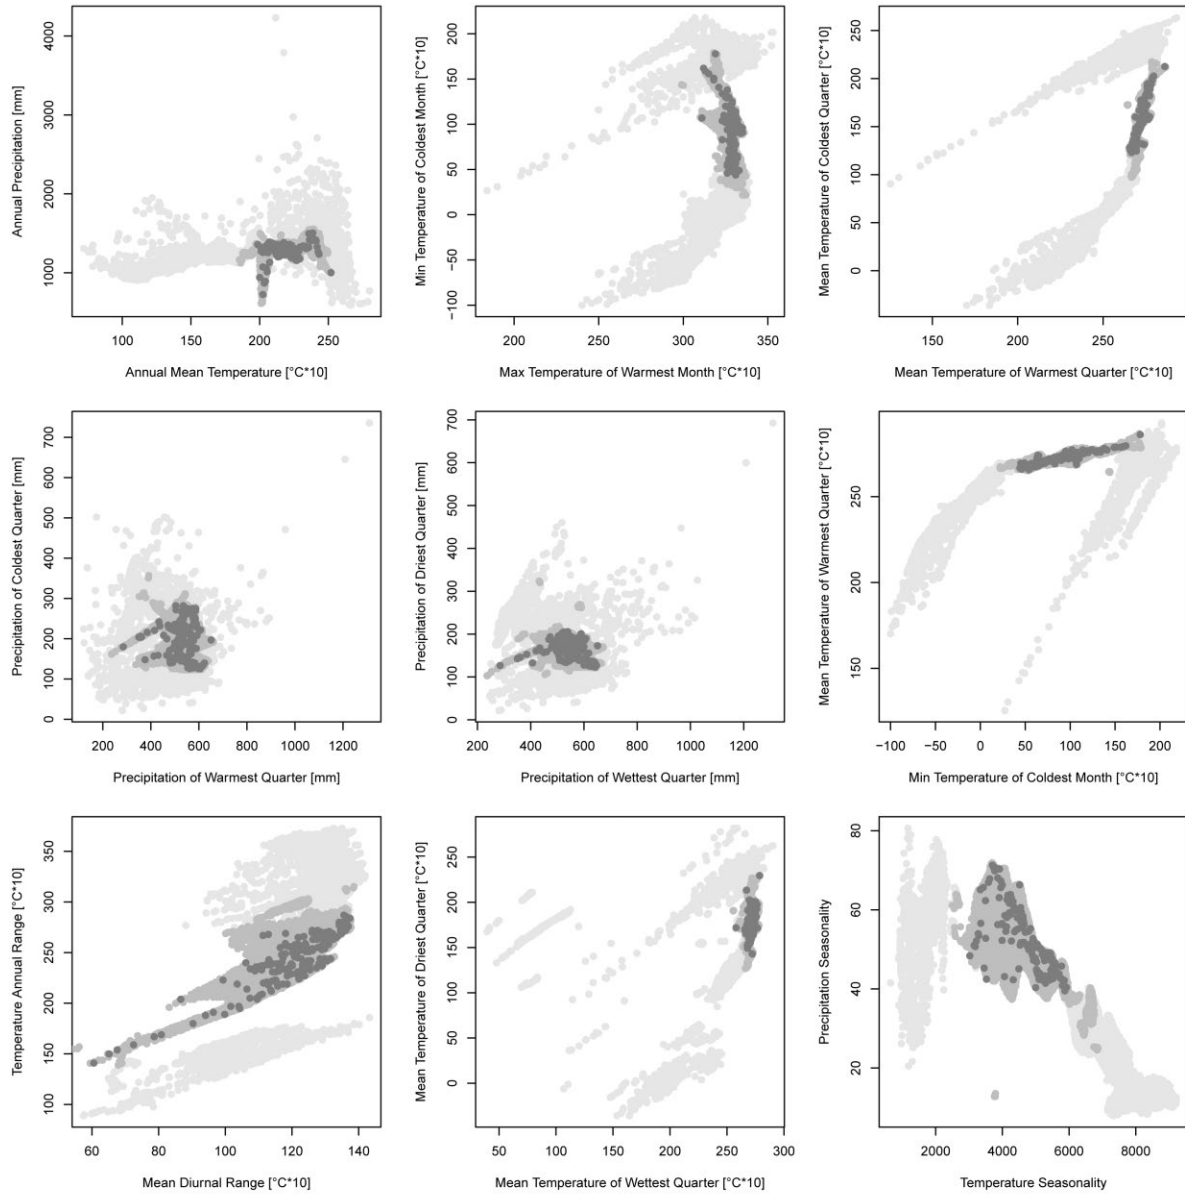 Annual Precipitation [mm]
1000 2000 3000 4000
100 150 200 250
Annual Mean Temperature [°C*10]
Min Temperature of Coldest Month [°C*10]
−100 −50 0 50 100 150 200
200 250 300 350
Max Temperature of Warmest Month [°C*10]
Mean Temperature of Coldest Quarter [°C*10]
0 50 100 150 200 250
150 200 250
Mean Temperature of Warmest Quarter [°C*10]
Precipitation of Coldest Quarter [mm]
0 100 200 300 400 500 600 700
200 400 600 800 1000 1200
Precipitation of Warmest Quarter [mm]
Precipitation of Driest Quarter [mm]
0 100 200 300 400 500 600 700
200 400 600 800 1000 1200
Precipitation of Wettest Quarter [mm]
Mean Temperature of Warmest Quarter [°C*10]
150 200 250
−100 −50 0 50 100 150 200
Min Temperature of Coldest Month [°C*10]
Temperature Annual Range [°C*10]
100 150 200 250 300 350
60 80 100 120 140
Mean Diurnal Range [°C*10]
Mean Temperature of Driest Quarter [°C*10]
0 50 100 150 200 250
50 100 150 200 250 300
Mean Temperature of Wettest Quarter [°C*10]
Precipitation Seasonality
20 40 60 80
2000 4000 6000 8000
Temperature Seasonality